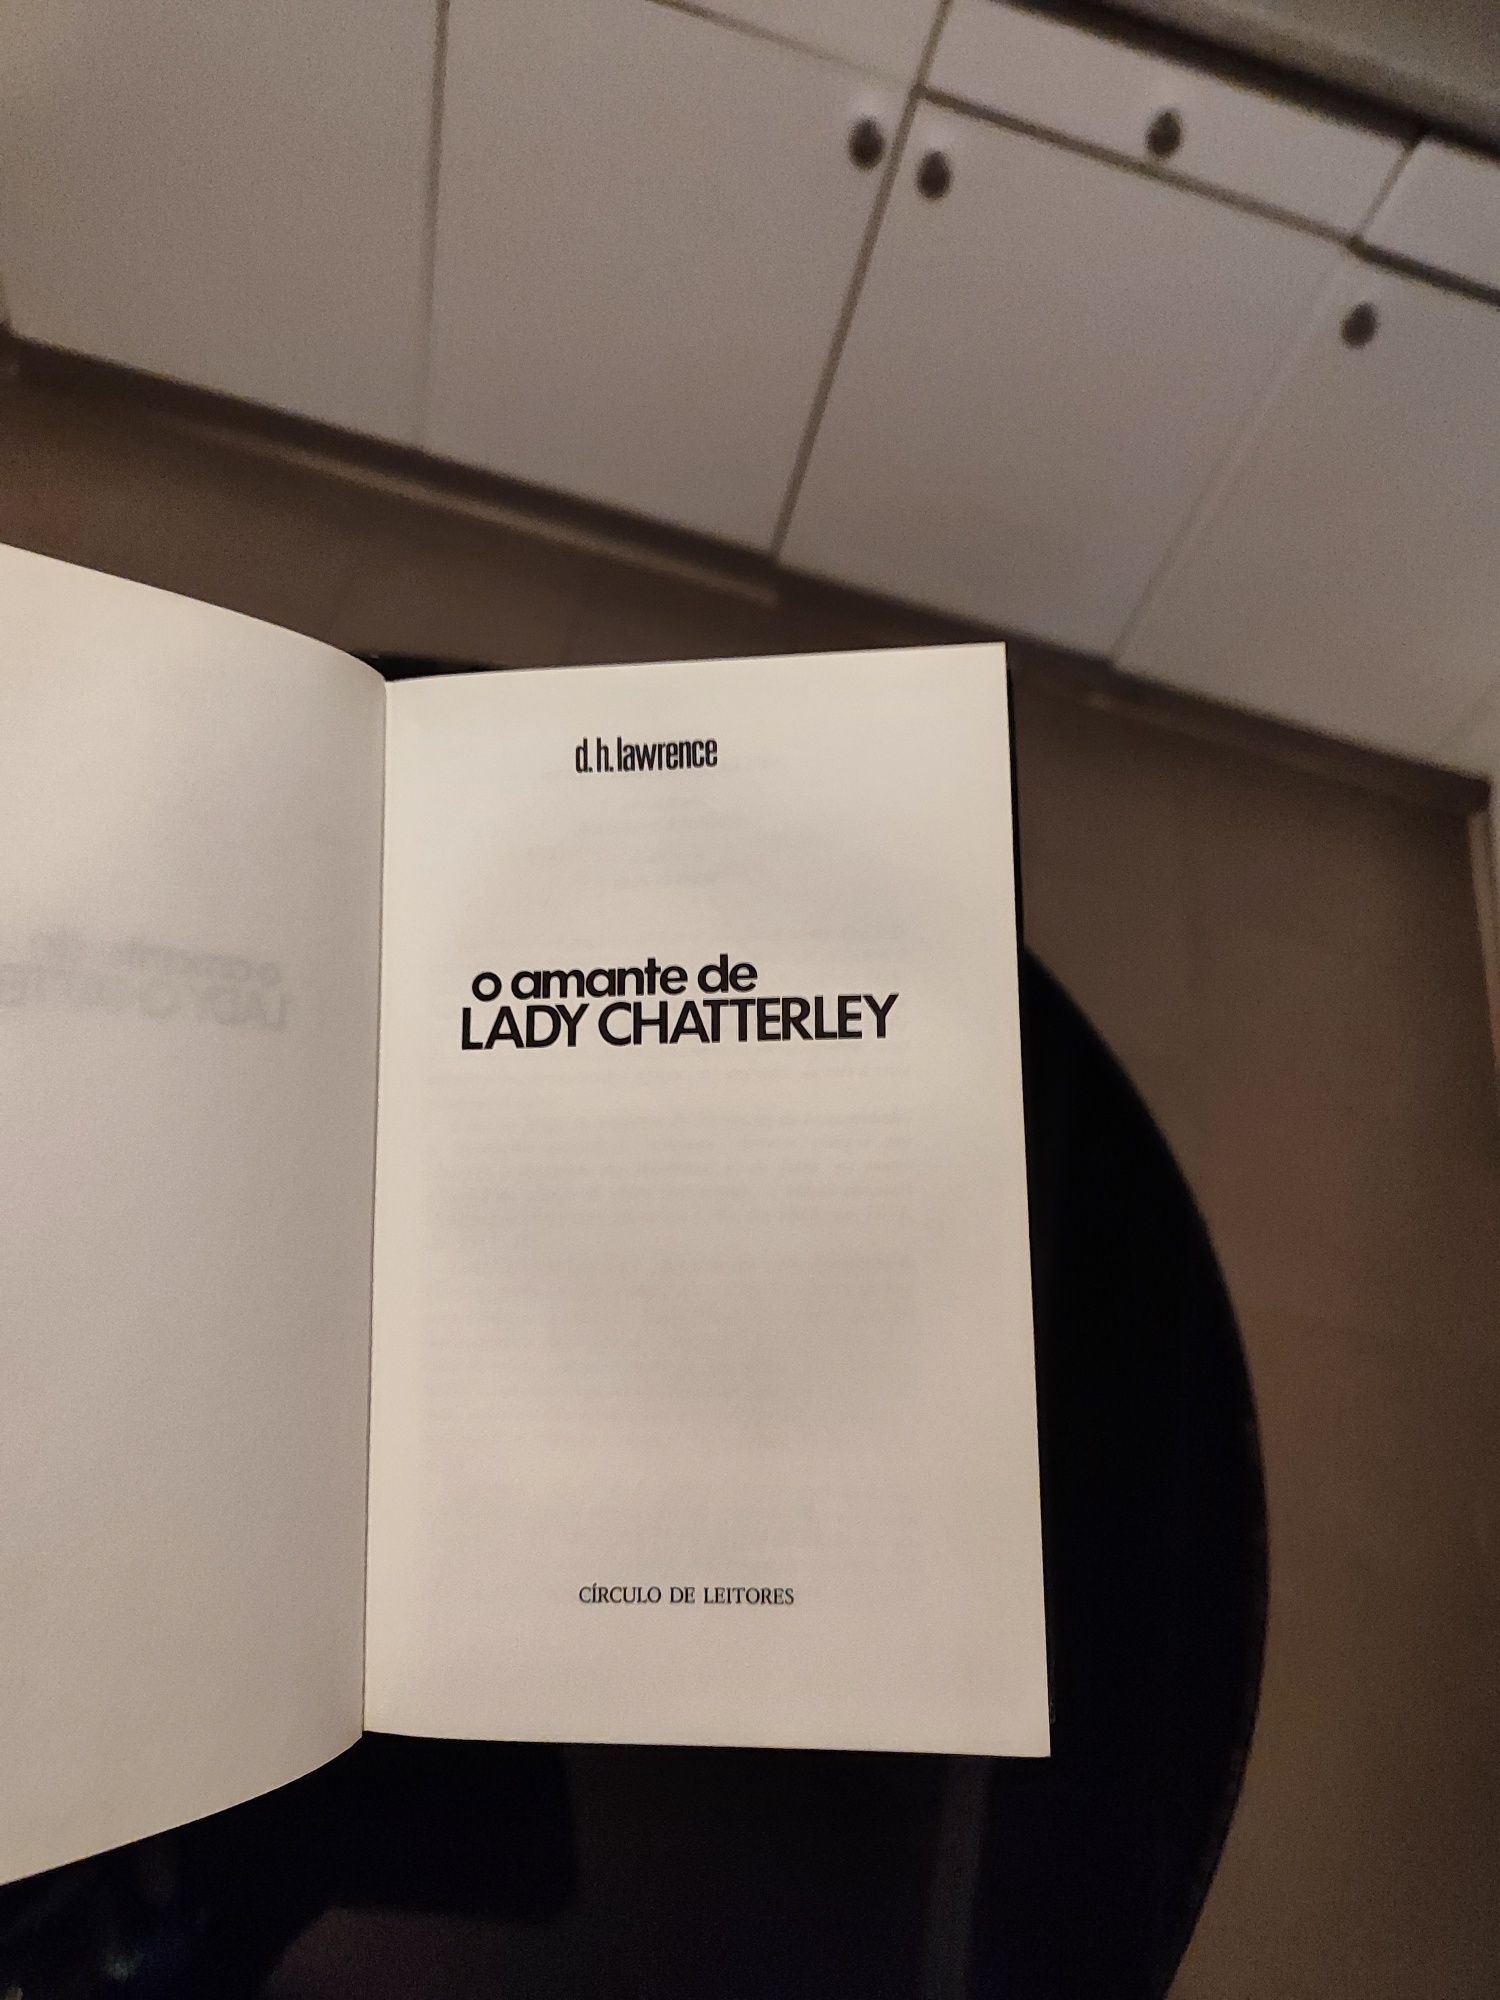 d. h. lawrence
o amante de
LADY CHATTERLEY
CÍRCULO DE LEITORES